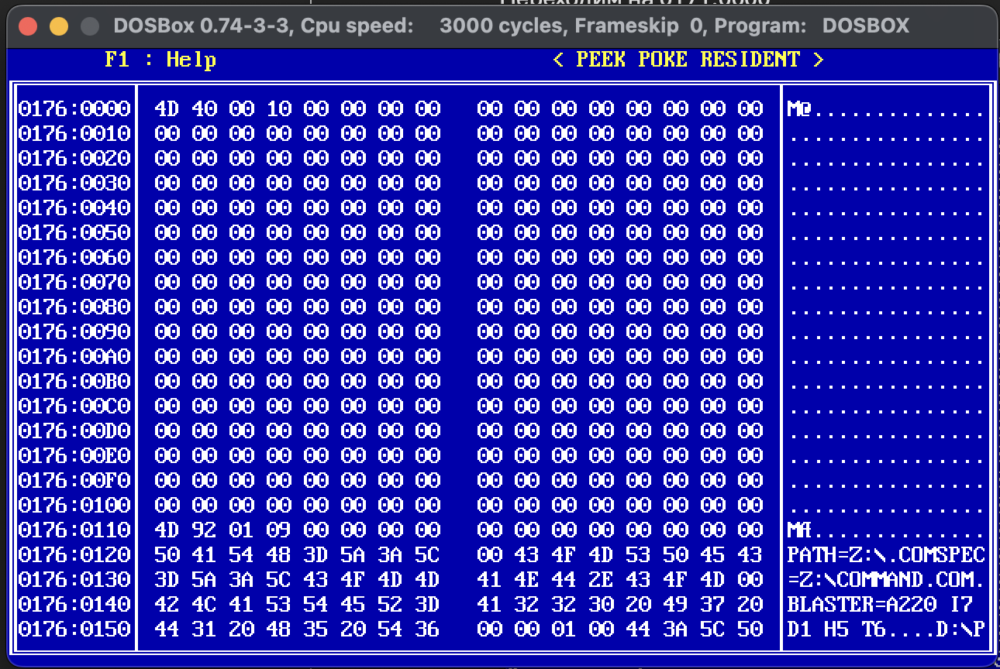 DOSBox 0.74-3-3, Cpu speed: 3000 cycles, Frameskip 0, Program: DOSBOX
F1 : Help < PEEK POKE RESIDENT >
0176:0000 4D 40 00 10 00 00 00 00 00 00 00 00 00 00 00 00 M@..............
0176:0010 00 00 00 00 00 00 00 00 00 00 00 00 00 00 00 00 ................
0176:0020 00 00 00 00 00 00 00 00 00 00 00 00 00 00 00 00 ................
0176:0030 00 00 00 00 00 00 00 00 00 00 00 00 00 00 00 00 ................
0176:0040 00 00 00 00 00 00 00 00 00 00 00 00 00 00 00 00 ................
0176:0050 00 00 00 00 00 00 00 00 00 00 00 00 00 00 00 00 ................
0176:0060 00 00 00 00 00 00 00 00 00 00 00 00 00 00 00 00 ................
0176:0070 00 00 00 00 00 00 00 00 00 00 00 00 00 00 00 00 ................
0176:0080 00 00 00 00 00 00 00 00 00 00 00 00 00 00 00 00 ................
0176:0090 00 00 00 00 00 00 00 00 00 00 00 00 00 00 00 00 ................
0176:00A0 00 00 00 00 00 00 00 00 00 00 00 00 00 00 00 00 ................
0176:00B0 00 00 00 00 00 00 00 00 00 00 00 00 00 00 00 00 ................
0176:00C0 00 00 00 00 00 00 00 00 00 00 00 00 00 00 00 00 ................
0176:00D0 00 00 00 00 00 00 00 00 00 00 00 00 00 00 00 00 ................
0176:00E0 00 00 00 00 00 00 00 00 00 00 00 00 00 00 00 00 ................
0176:00F0 00 00 00 00 00 00 00 00 00 00 00 00 00 00 00 00 ................
0176:0100 00 00 00 00 00 00 00 00 00 00 00 00 00 00 00 00 ................
0176:0110 4D 92 01 09 00 00 00 00 00 00 00 00 00 00 00 00 MÆ..............
0176:0120 50 41 54 48 3D 5A 3A 5C 00 43 4F 4D 53 50 45 43 PATH=Z:\.COMSPEC
0176:0130 3D 5A 3A 5C 43 4F 4D 4D 41 4E 44 2E 43 4F 4D 00 =Z:\COMMAND.COM.
0176:0140 42 4C 41 53 54 45 52 3D 41 32 32 30 20 49 37 20 BLASTER=A220 I7
0176:0150 44 31 20 48 35 20 54 36 00 00 01 00 44 3A 5C 50 D1 H5 T6....D:\P